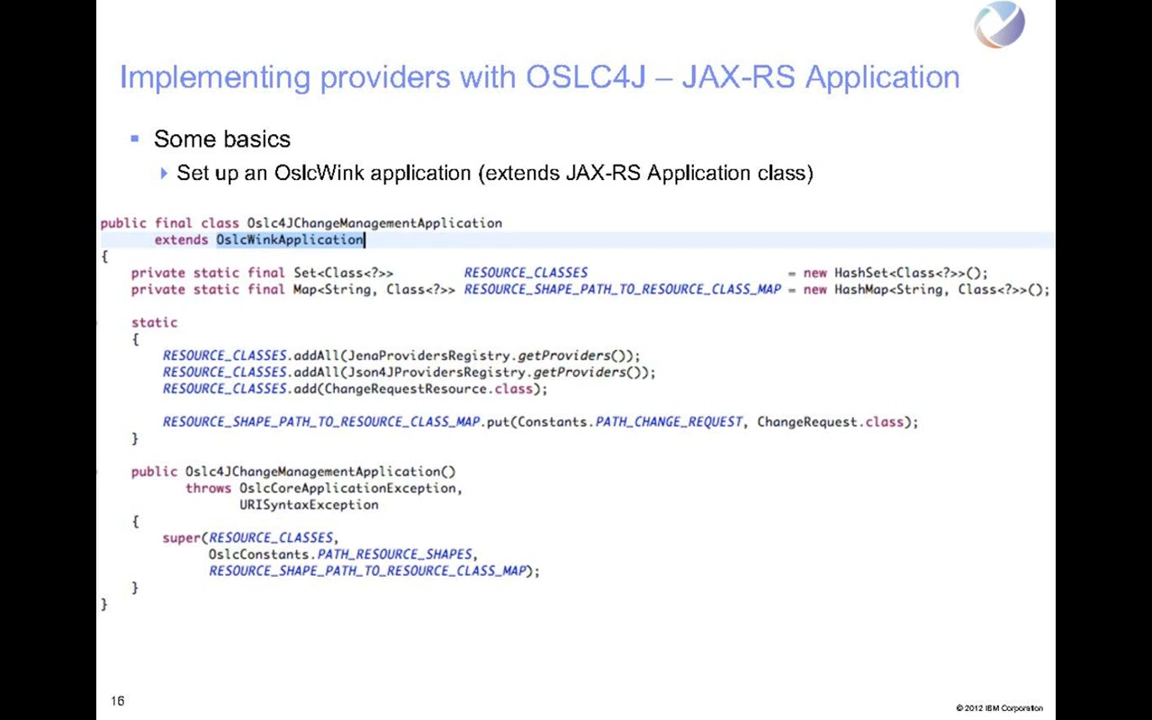 Implementing providers with OSLC4J – JAX-RS Application
Some basics
Set up an OslcWink application (extends JAX-RS Application class)
public final class Oslc4JChangeManagementApplication
extends OslcWinkApplication
{
private static final Set<Class<?>> RESOURCE_CLASSES = new HashSet<Class<?>>();
private static final Map<String, Class<?>> RESOURCE_SHAPE_PATH_TO_RESOURCE_CLASS_MAP = new HashMap<String, Class<?>>();
static
{
RESOURCE_CLASSES.addAll(JenaProvidersRegistry.getProviders());
RESOURCE_CLASSES.addAll(Json4JProvidersRegistry.getProviders());
RESOURCE_CLASSES.add(ChangeRequestResource.class);
RESOURCE_SHAPE_PATH_TO_RESOURCE_CLASS_MAP.put(Constants.PATH_CHANGE_REQUEST, ChangeRequest.class);
}
public Oslc4JChangeManagementApplication()
throws OslcCoreApplicationException,
URISyntaxException
{
super(RESOURCE_CLASSES,
OslcConstants.PATH_RESOURCE_SHAPES,
RESOURCE_SHAPE_PATH_TO_RESOURCE_CLASS_MAP);
}
}
16
© 2012 IBM Corporation